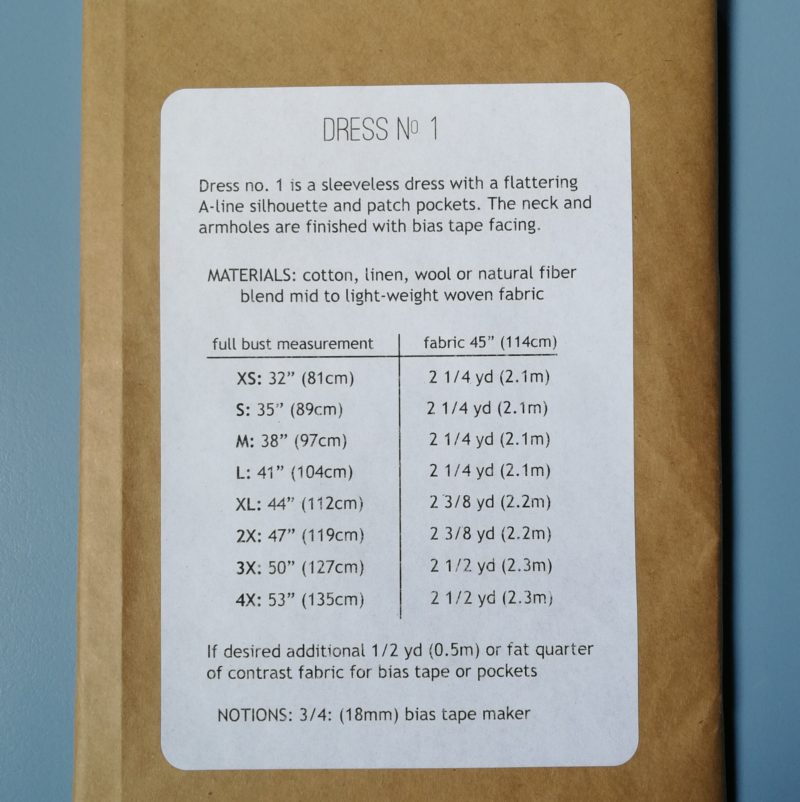 DRESS Nº 1
Dress no. 1 is a sleeveless dress with a flattering
A-line silhouette and patch pockets. The neck and
armholes are finished with bias tape facing.
MATERIALS: cotton, linen, wool or natural fiber
blend mid to light-weight woven fabric
full bust measurement fabric 45” (114cm)
XS: 32” (81cm) 2 1/4 yd (2.1m)
S: 35” (89cm) 2 1/4 yd (2.1m)
M: 38” (97cm) 2 1/4 yd (2.1m)
L: 41” (104cm) 2 1/4 yd (2.1m)
XL: 44” (112cm) 2 3/8 yd (2.2m)
2X: 47” (119cm) 2 3/8 yd (2.2m)
3X: 50” (127cm) 2 1/2 yd (2.3m)
4X: 53” (135cm) 2 1/2 yd (2.3m)
If desired additional 1/2 yd (0.5m) or fat quarter
of contrast fabric for bias tape or pockets
NOTIONS: 3/4: (18mm) bias tape maker